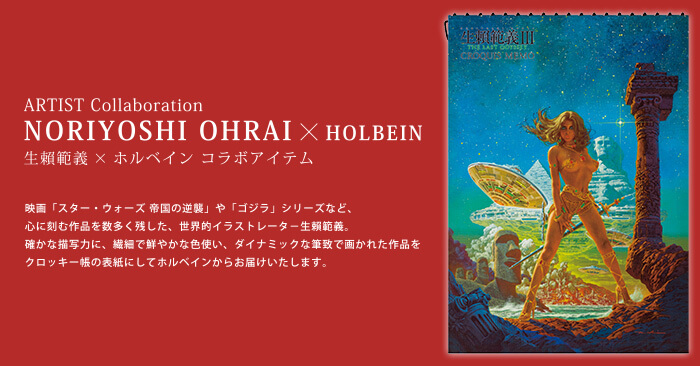 ARTIST Collaboration
NORIYOSHI OHRAI × HOLBEIN
生賴範義 × ホルベイン コラボアイテム
映画「スター・ウォーズ 帝国の逆襲」や「ゴジラ」シリーズなど、
心に刻む作品を数多く残した、世界的イラストレーター生賴範義。
確かな描写力に、繊細で鮮やかな色使い、ダイナミックな筆致で画かれた作品を
クロッキー帳の表紙にしてホルベインからお届けいたします。
生賴範義III
THE LAST ODYSSEY
CROQUIS MEMO